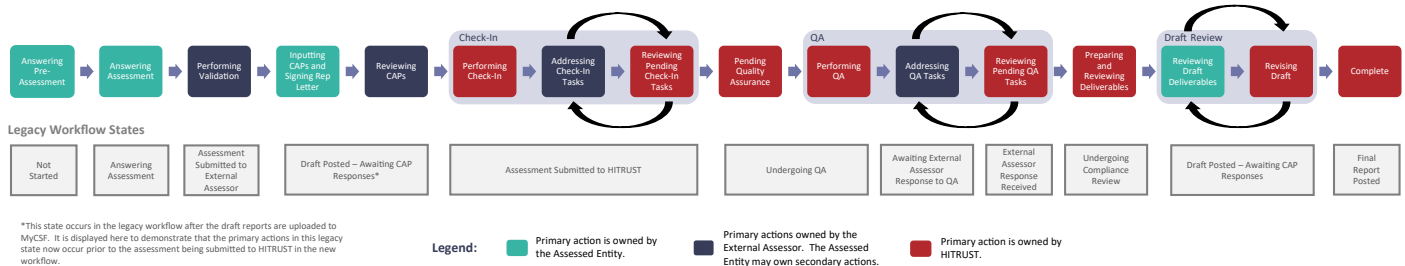 Check-In
QA
Draft Review
Answering
Pre-
Assessment
Answering
Assessment
Performing
Validation
Inputting
CAPs and
Signing Rep
Letter
Reviewing
CAPs
Performing
Check-In
Addressing
Check-In
Tasks
Reviewing
Pending
Check-In
Tasks
Pending
Quality
Assurance
Performing
QA
Addressing
QA Tasks
Reviewing
Pending QA
Tasks
Preparing
and
Reviewing
Deliverables
Reviewing
Draft
Deliverables
Revising
Draft
Complete
Legacy Workflow States
Not
Started
Answering
Assessment
Assessment
Submitted to
External
Assessor
Draft Posted – Awaiting CAP
Responses*
Assessment Submitted to HITRUST
Undergoing QA
Awaiting External
Assessor
Response to QA
External
Assessor
Response
Received
Undergoing
Compliance
Review
Draft Posted – Awaiting CAP
Responses
Final
Report
Posted
*This state occurs in the legacy workflow after the draft reports are uploaded to
MyCSF. It is displayed here to demonstrate that the primary actions in this legacy
state now occur prior to the assessment being submitted to HITRUST in the new
workflow.
Legend:
Primary action is owned by
the Assessed Entity.
Primary actions owned by the
External Assessor. The Assessed
Entity may own secondary actions.
Primary action is owned by
HITRUST.